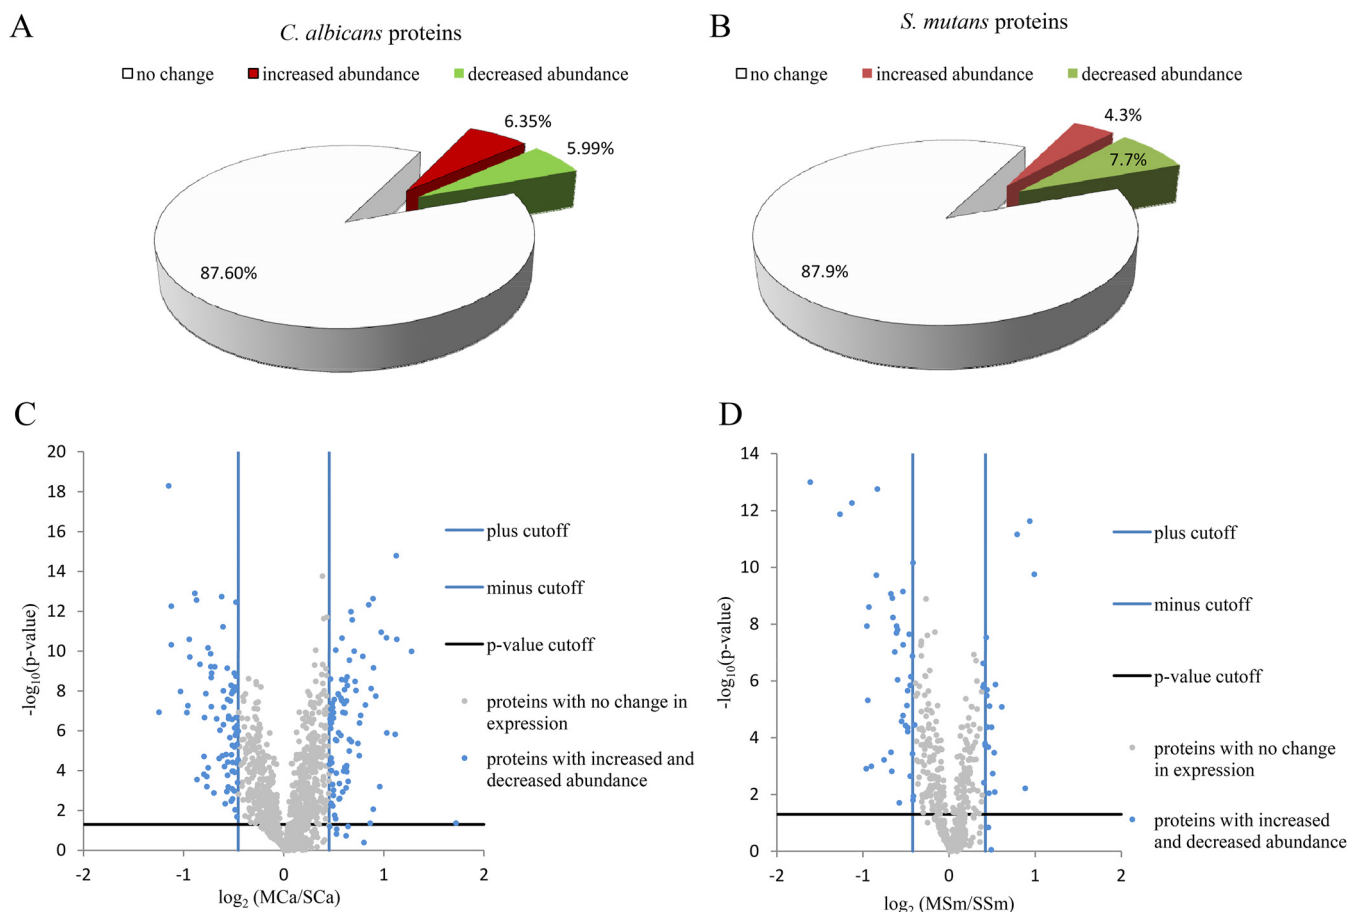 A
C. albicans proteins
no change increased abundance decreased abundance
6.35%
5.99%
87.60%
B
S. mutans proteins
no change increased abundance decreased abundance
4.3%
7.7%
87.9%
C
20
18
16
14
12
10
8
6
4
2
0
-2 -1 0 1 2
-log10(p-value)
log2 (MCa/SCa)
plus cutoff
minus cutoff
p-value cutoff
proteins with no change in
expression
proteins with increased and
decreased abundance
D
14
12
10
8
6
4
2
0
-2 -1 0 1 2
-log10(p-value)
log2 (MSm/SSm)
plus cutoff
minus cutoff
p-value cutoff
proteins with no change
in expression
proteins with increased
and decreased abundance